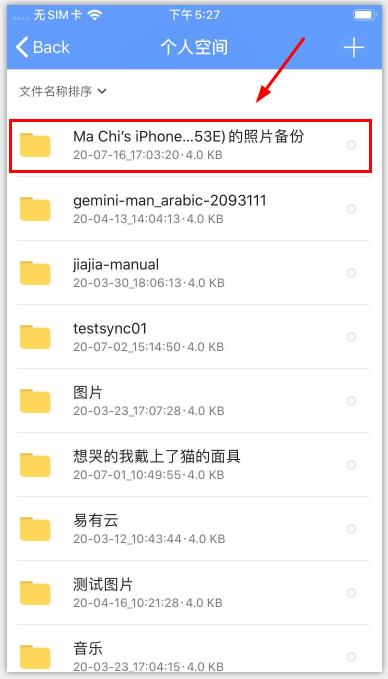 无SIM卡 下午5:27
Back 个人空间
文件名称排序
Ma Chi's iPhone...53E) 的照片备份
20-07-16_17:03:20·4.0 KB
gemini-man_arabic-2093111
20-04-13_14:04:13·4.0 KB
jiajia-manual
20-03-30_18:06:13·4.0 KB
testsync01
20-07-02_15:14:50·4.0 KB
图片
20-03-23_17:07:28·4.0 KB
想哭的我戴上了猫的面具
20-07-01_10:49:55·4.0 KB
易有云
20-03-12_10:43:44·4.0 KB
测试图片
20-04-16_10:21:28·4.0 KB
音乐
20-03-23_17:04:15·4.0 KB